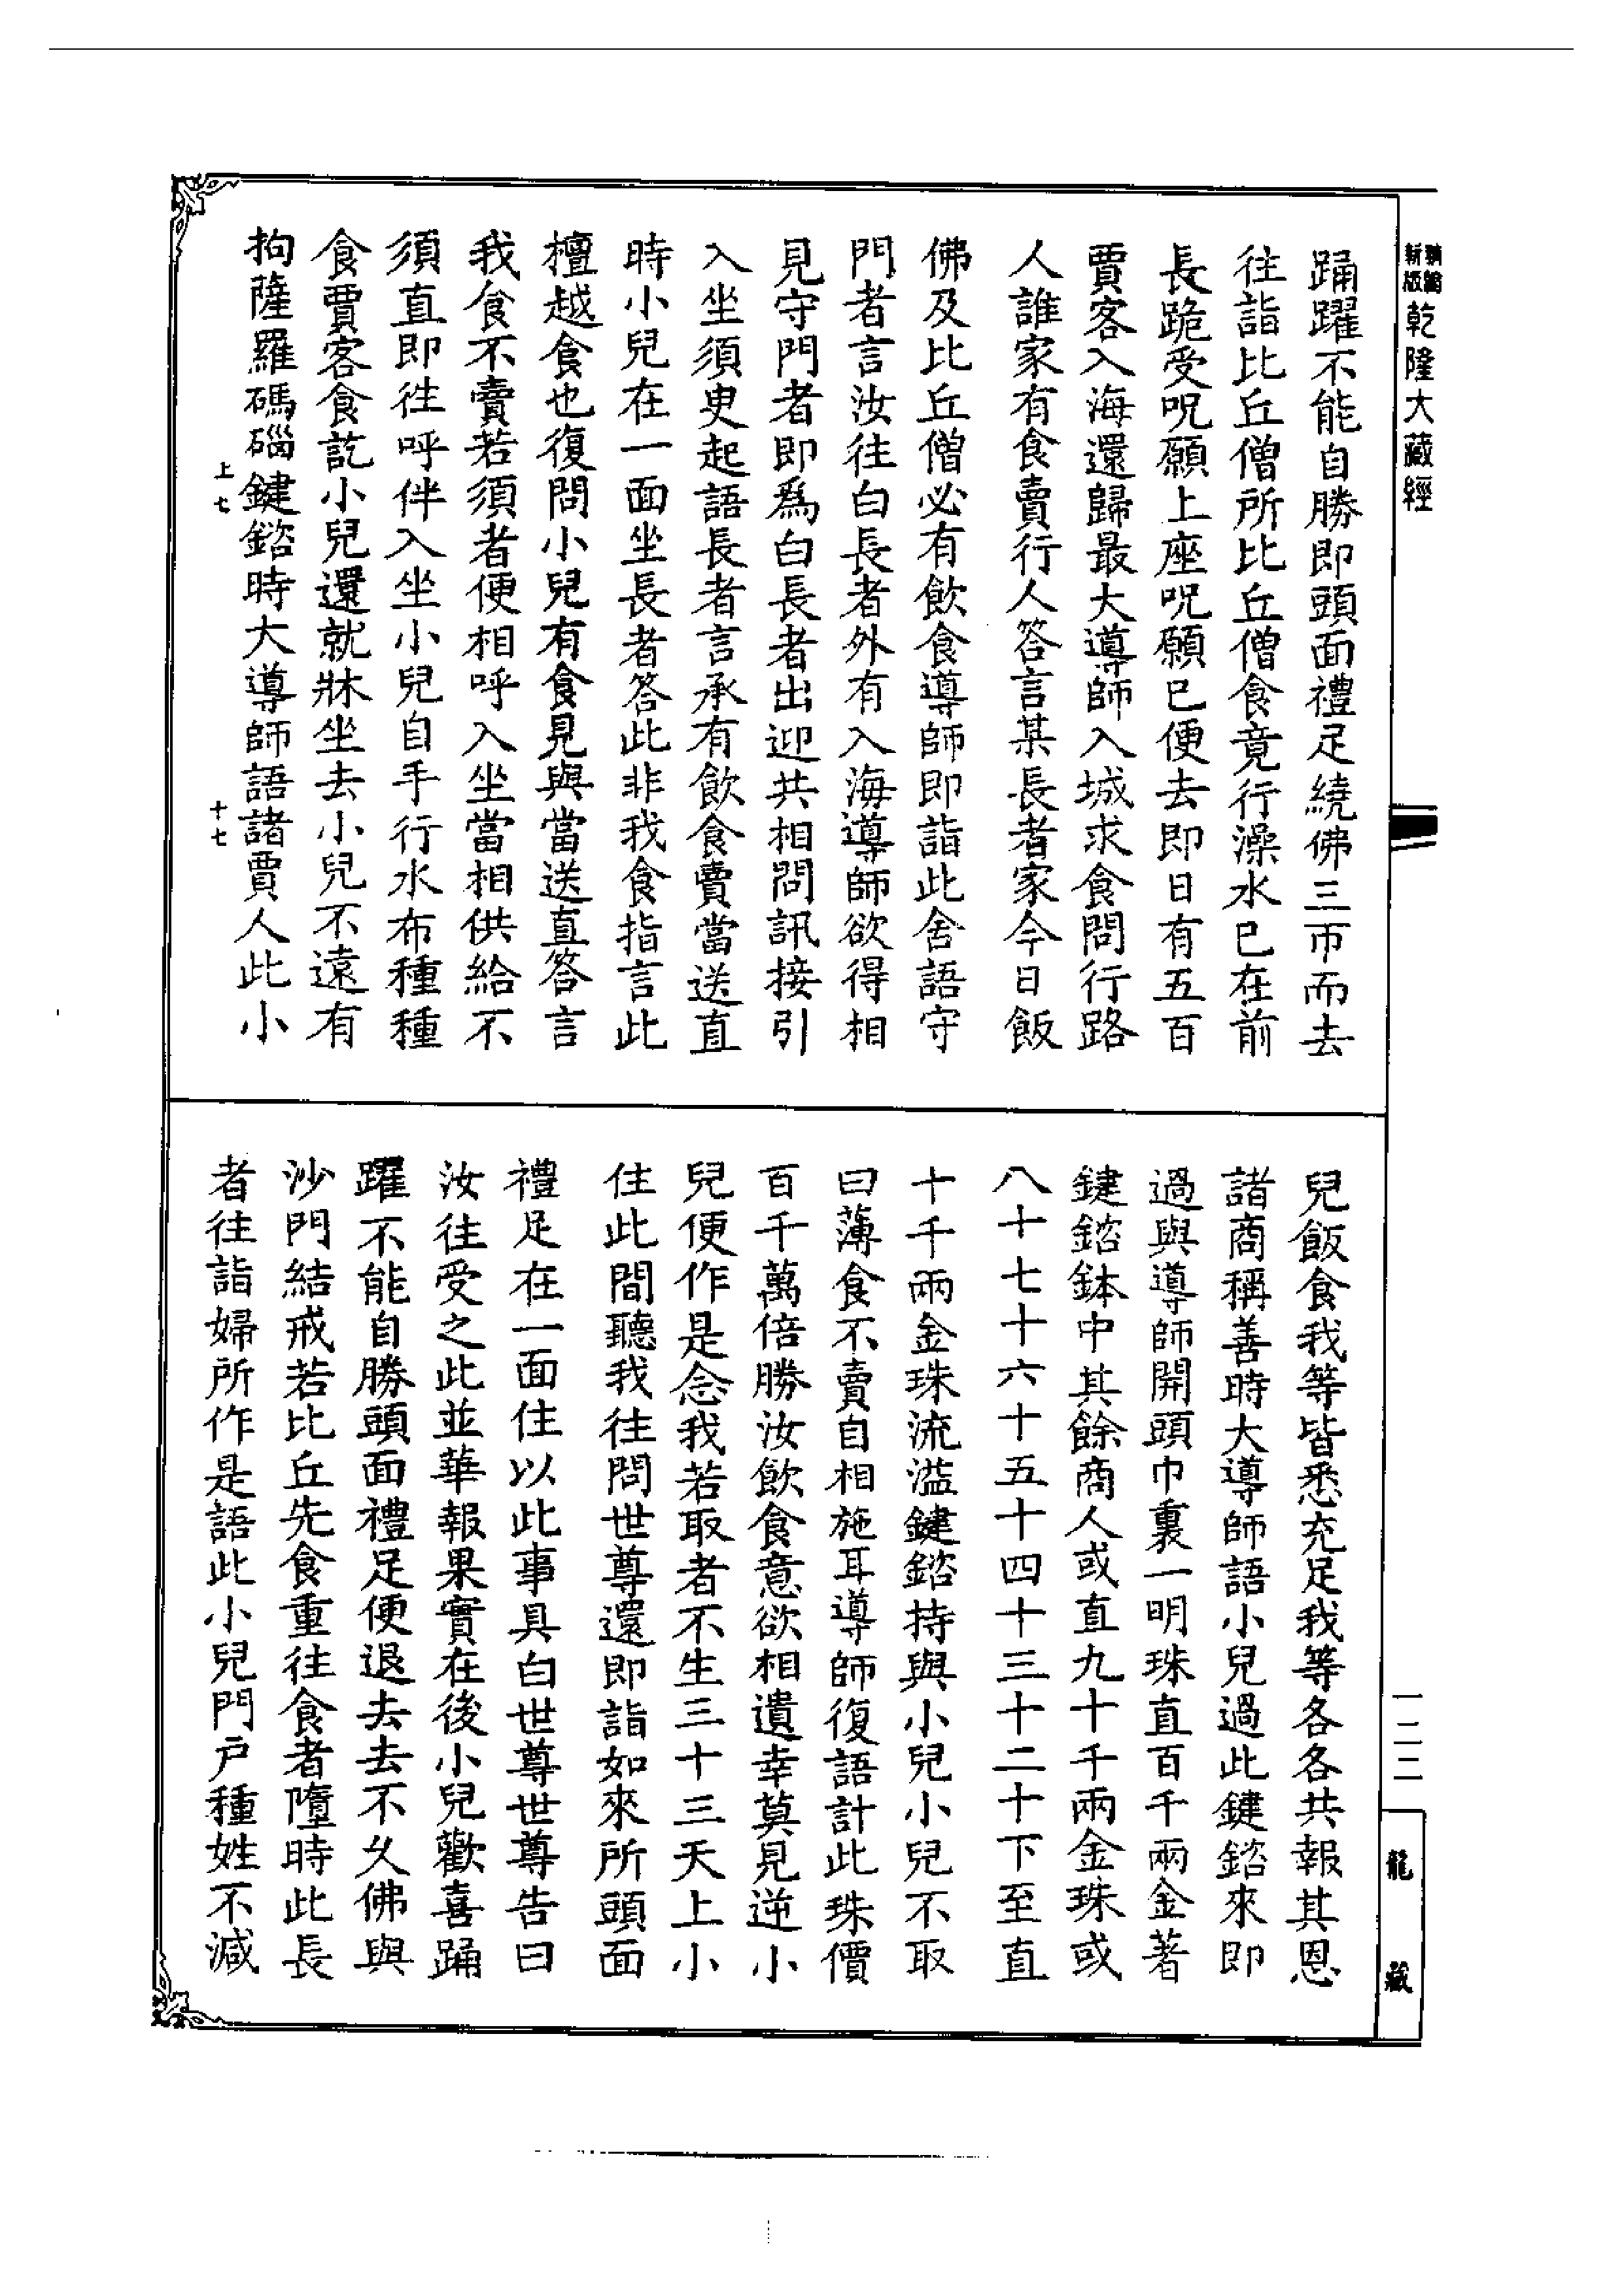 新編
新版
乾隆大藏經
踊躍不能自勝即頭面禮足繞佛三帀而去
往詣比丘僧所比丘僧食竟行澡水已在前
長跪受呪願上座呪願已便去即日有五百
賈客入海還歸最大導師入城求食問行路
人誰家有食賣行人答言某長者家今日飯
佛及比丘僧必有飲食導師即詣此舍語守
門者言汝往白長者外有入海導師欲得相
見守門者即爲白長者出迎共相問訊接引
入坐須臾起語長者言承有飲食賣當送直
時小兒在一面坐長者答此非我食指言此
檀越食也復問小兒有食見與當送直答言
我食不賣若須者便相呼入坐當相供給不
須直即往呼伴入坐小兒自手行水布種種
食賈客食訖小兒還就牀坐去小兒不遠有
拘薩羅碼碯鍵鎔時大導師語諸賈人此小
上七
十七
兒飯食我等皆悉充足我等各各共報其恩
諸商稱善時大導師語小兒過此鍵鎔來即
過與導師開頭巾裏一明珠直百千兩金著
鍵鎔鉢中其餘商人或直九十千兩金珠或
八十七十六十五十四十三十二十下至直
十千兩金珠流溢鍵鎔持與小兒小兒不取
曰薄食不賣自相施耳導師復語計此珠價
百千萬倍勝汝飲食意欲相遺幸莫見逆小
兒便作是念我若取者不生三十三天上小
住此間聽我往問世尊還即詣如來所頭面
禮足在一面住以此事具白世尊世尊告曰
汝往受之此並華報果實在後小兒歡喜踊
躍不能自勝頭面禮足便退去去不久佛與
沙門結戒若比丘先食重往食者墮時此長
者往詣婦所作是語此小兒門戶種姓不減
一二二
龍藏